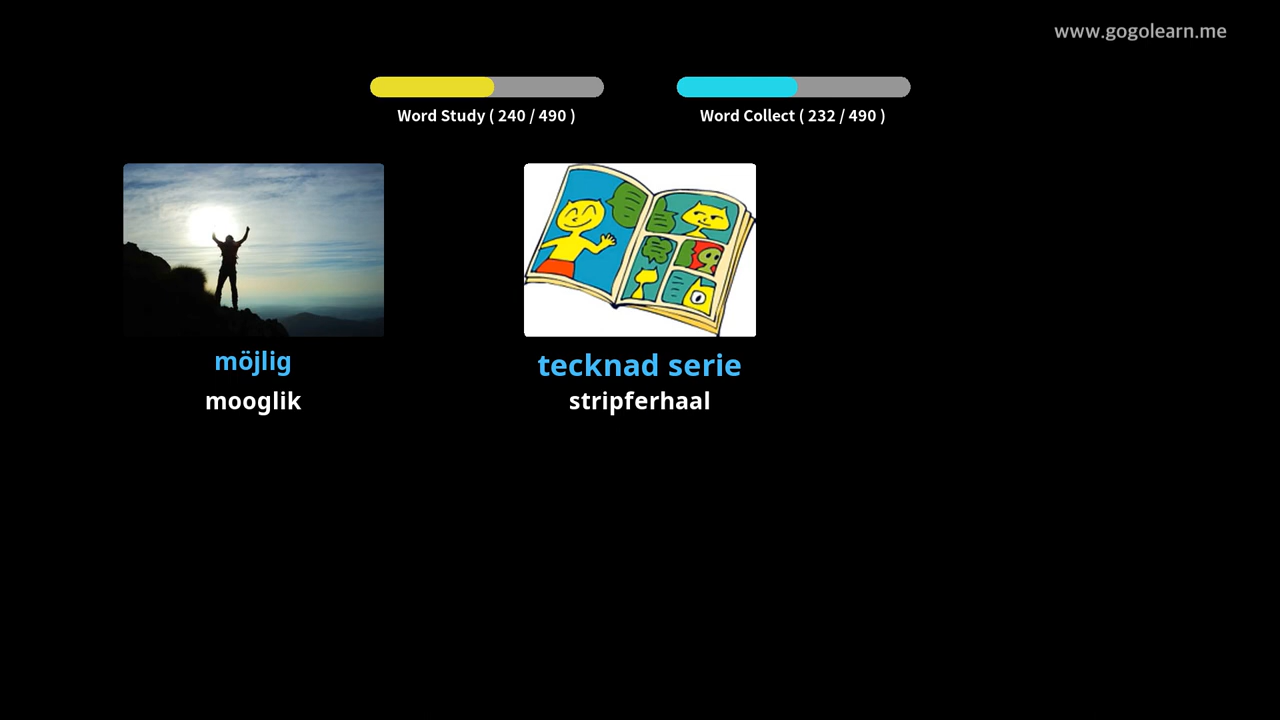 www.gogolearn.me
Word Study ( 240 / 490 )
Word Collect ( 232 / 490 )
möjlig
mooglik
tecknad serie
stripferhaal